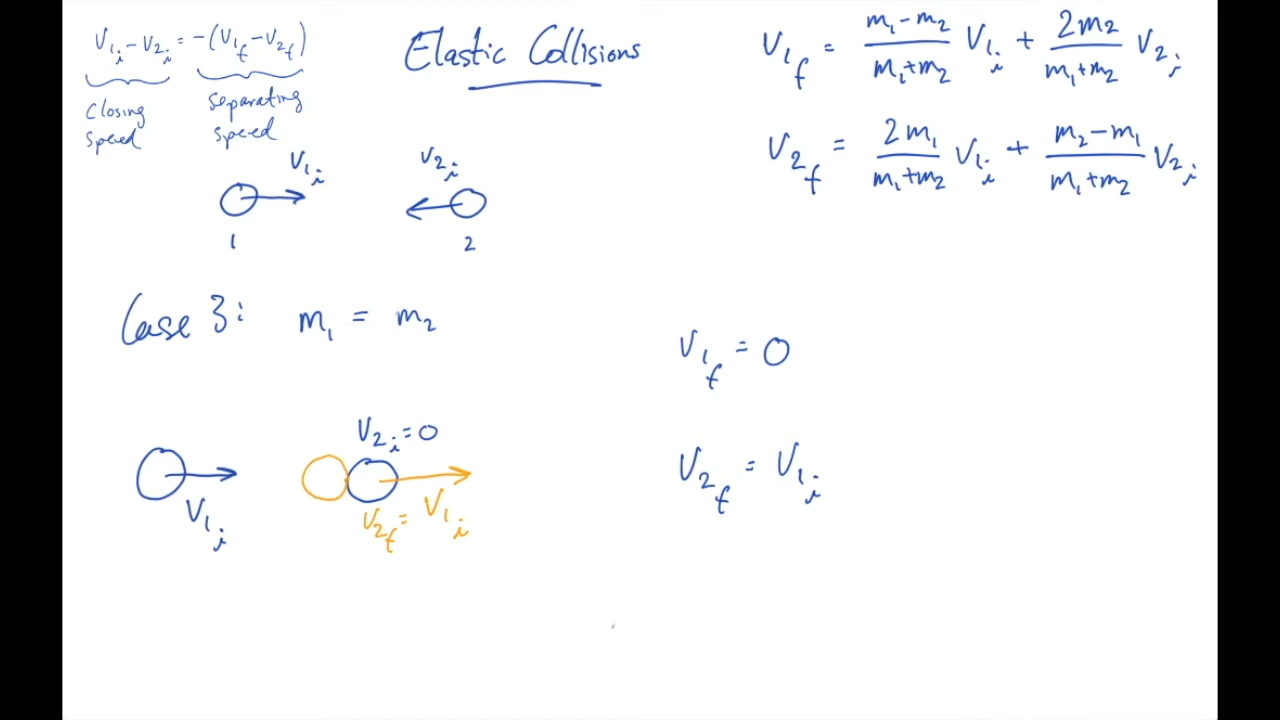 V1i - V2i = -(V1f - V2f)
Closing speed
Separating speed
Elastic Collisions
V1f = (m1 - m2)/(m1 + m2) V1i + 2m2/(m1 + m2) V2i
V2f = 2m1/(m1 + m2) V1i + (m2 - m1)/(m1 + m2) V2i
V1i
V2i
1
2
Case 3: m1 = m2
V1f = 0
V2i = 0
V1i
V2f = V1i
V2f = V1i